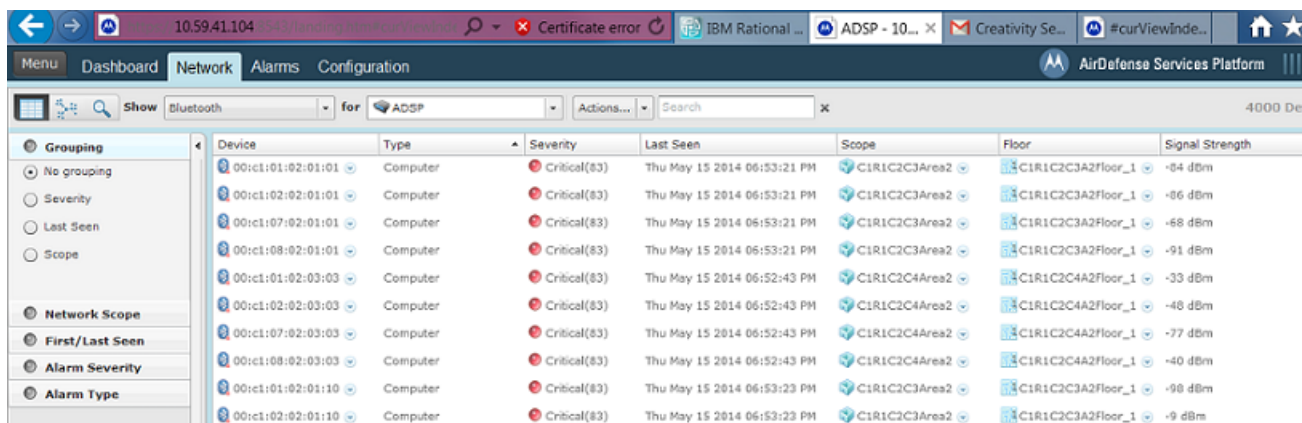 10.59.41.104 Certificate error IBM Rational ... ADSP - 10... Creativity Se... #curViewInde...
Menu Dashboard Network Alarms Configuration AirDefense Services Platform
Show Bluetooth for ADSP Actions... Search 4000 De
Grouping Device Type Severity Last Seen Scope Floor Signal Strength
No grouping 00:c1:01:02:01:01 Computer Critical(83) Thu May 15 2014 06:53:21 PM C1R1C2C3Area2 C1R1C2C3A2Floor_1 -84 dBm
Severity 00:c1:02:02:01:01 Computer Critical(83) Thu May 15 2014 06:53:21 PM C1R1C2C3Area2 C1R1C2C3A2Floor_1 -86 dBm
Last Seen 00:c1:07:02:01:01 Computer Critical(83) Thu May 15 2014 06:53:21 PM C1R1C2C3Area2 C1R1C2C3A2Floor_1 -68 dBm
Scope 00:c1:08:02:01:01 Computer Critical(83) Thu May 15 2014 06:53:21 PM C1R1C2C3Area2 C1R1C2C3A2Floor_1 -91 dBm
00:c1:01:02:03:03 Computer Critical(83) Thu May 15 2014 06:52:43 PM C1R1C2C4Area2 C1R1C2C4A2Floor_1 -33 dBm
Network Scope 00:c1:02:02:03:03 Computer Critical(83) Thu May 15 2014 06:52:43 PM C1R1C2C4Area2 C1R1C2C4A2Floor_1 -48 dBm
First/Last Seen 00:c1:07:02:03:03 Computer Critical(83) Thu May 15 2014 06:52:43 PM C1R1C2C4Area2 C1R1C2C4A2Floor_1 -77 dBm
Alarm Severity 00:c1:08:02:03:03 Computer Critical(83) Thu May 15 2014 06:52:43 PM C1R1C2C4Area2 C1R1C2C4A2Floor_1 -40 dBm
Alarm Type 00:c1:01:02:01:10 Computer Critical(83) Thu May 15 2014 06:53:23 PM C1R1C2C3Area2 C1R1C2C3A2Floor_1 -98 dBm
00:c1:02:02:01:10 Computer Critical(83) Thu May 15 2014 06:53:23 PM C1R1C2C3Area2 C1R1C2C3A2Floor_1 -9 dBm